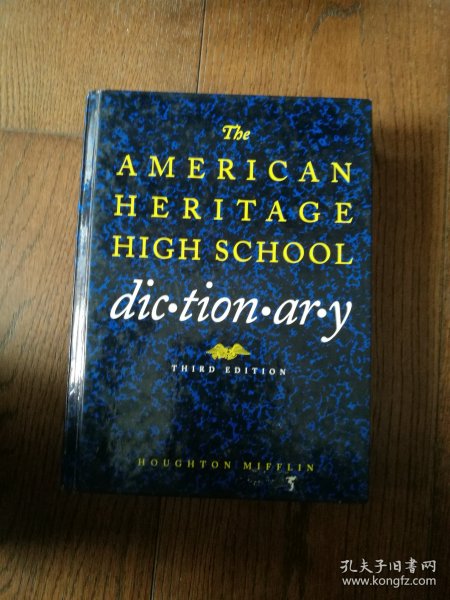 The
AMERICAN
HERITAGE
HIGH SCHOOL
dic•tion•ar•y
THIRD EDITION
HOUGHTON MIFFLIN
孔夫子旧书网
www.kongfz.com